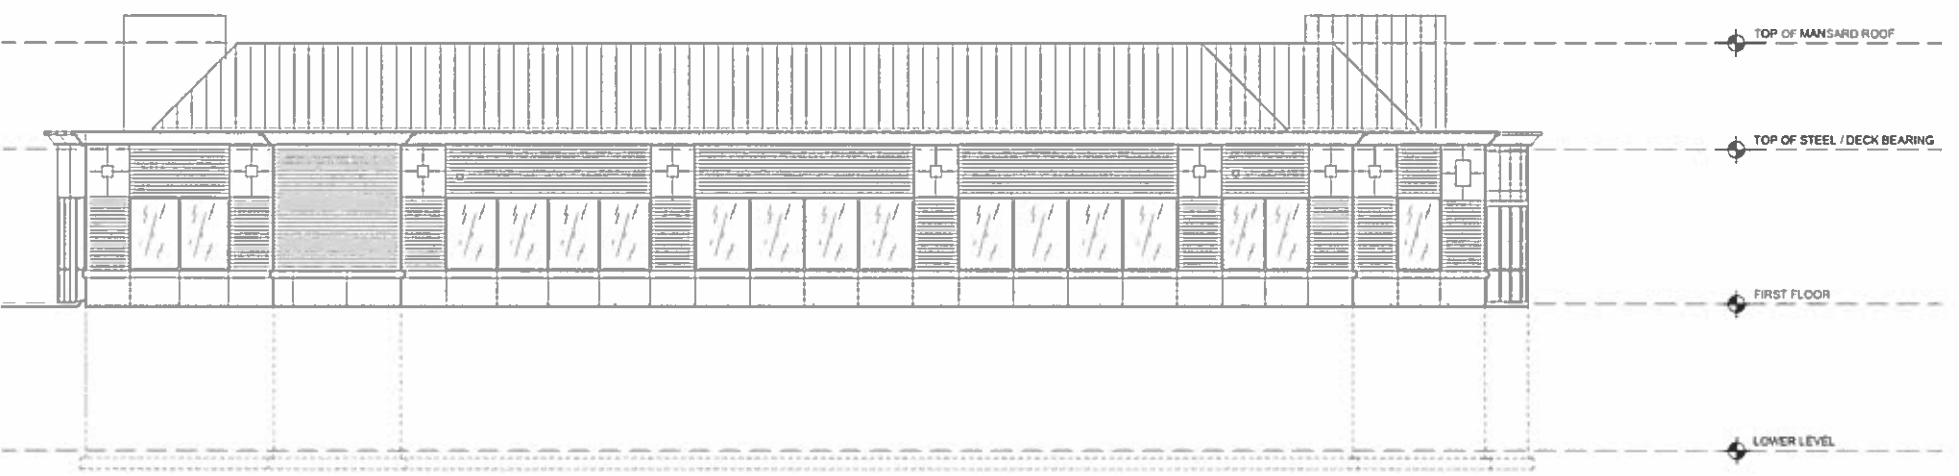 TOP OF MANSARD ROOF
TOP OF STEEL / DECK BEARING
FIRST FLOOR
LOWER LEVEL